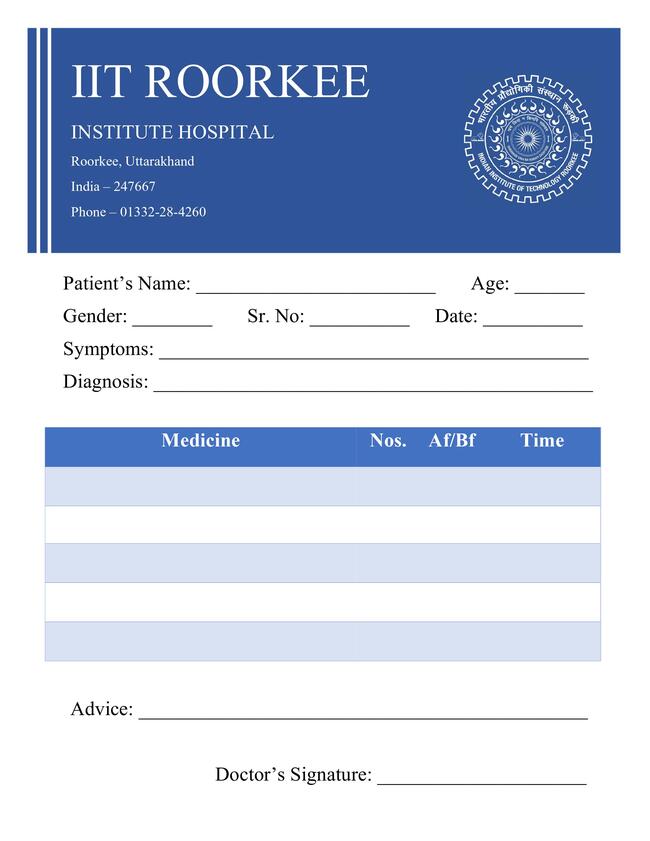 IIT ROORKEE
INSTITUTE HOSPITAL
Roorkee, Uttarakhand
India – 247667
Phone – 01332-28-4260
भारतीय प्रौद्योगिकी संस्थान रुड़की
INDIAN INSTITUTE OF TECHNOLOGY ROORKEE
Patient’s Name: ________________________ Age: _______
Gender: ________ Sr. No: __________ Date: __________
Symptoms: ___________________________________________
Diagnosis: ____________________________________________
Medicine Nos. Af/Bf Time
Advice: _____________________________________________
Doctor’s Signature: _____________________